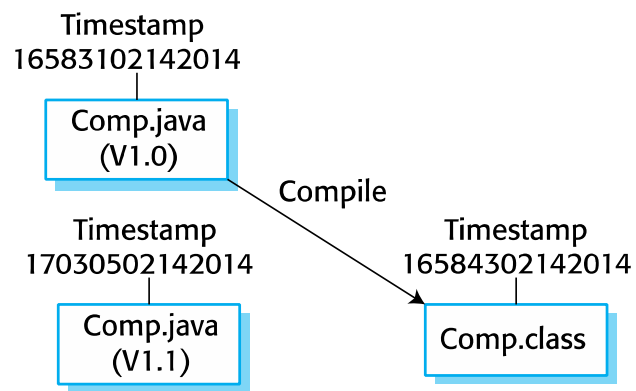 Timestamp
16583102142014
Comp.java
(V1.0)
Compile
Timestamp
17030502142014
Comp.java
(V1.1)
Timestamp
16584302142014
Comp.class